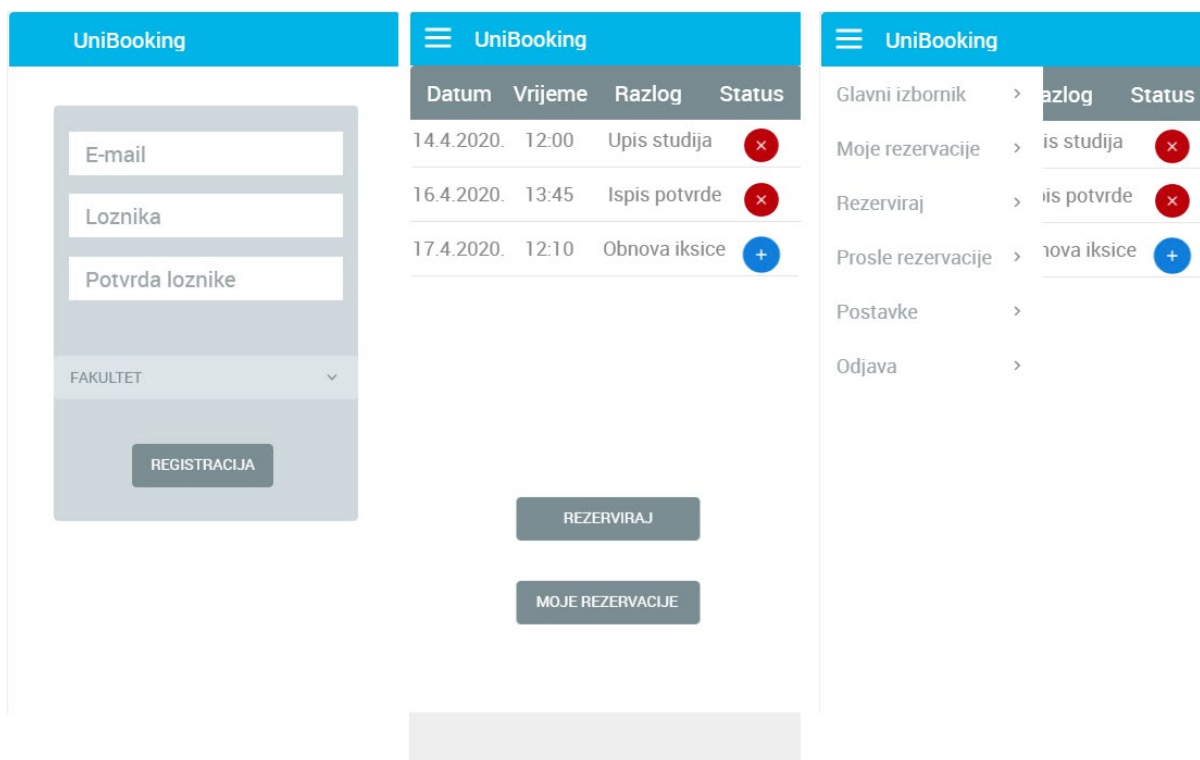 UniBooking
E-mail
Loznika
Potvrda loznike
FAKULTET
REGISTRACIJA
UniBooking
Datum Vrijeme Razlog Status
14.4.2020. 12:00 Upis studija
16.4.2020. 13:45 Ispis potvrde
17.4.2020. 12:10 Obnova iksice
REZERVIRAJ
MOJE REZERVACIJE
UniBooking
Glavni izbornik azlog Status
Moje rezervacije is studija
Rezerviraj is potvrde
Prosle rezervacije nova iksice
Postavke
Odjava